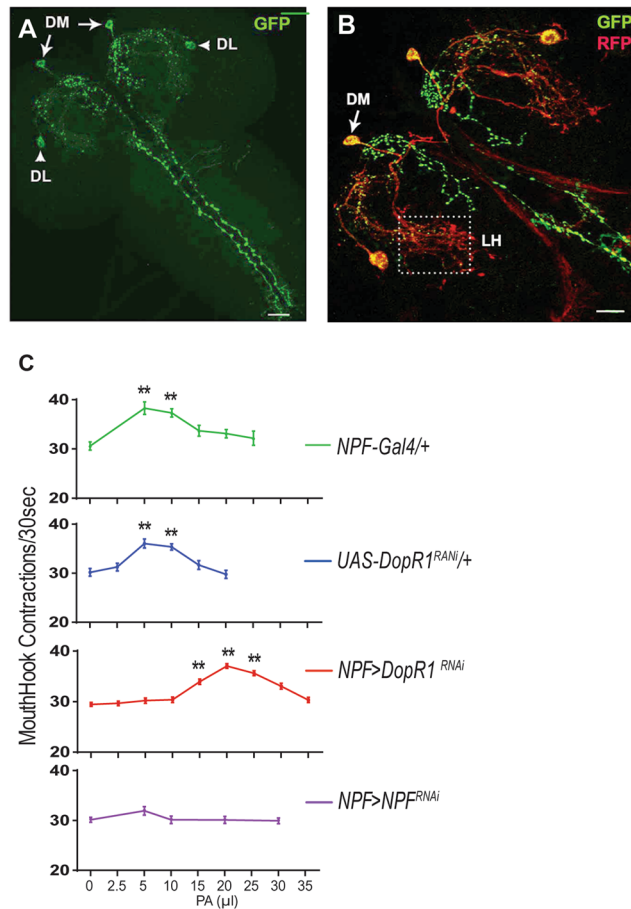 A
GFP
DM
DL
DL
B
GFP
RFP
DM
LH
C
MouthHook Contractions/30sec
40
30
20
** **
NPF-Gal4/+
40
30
20
** **
UAS-DopR1RANi/+
40
30
20
** ** **
NPF>DopR1 RNAi
40
30
20
NPF>NPFRNAi
0 2.5 5 10 15 20 25 30 35
PA (μl)